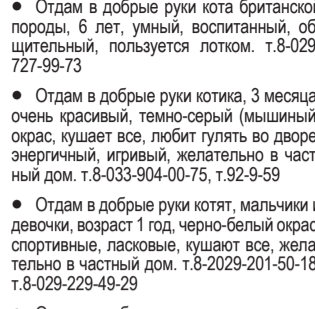 ● Отдам в добрые руки кота британско
породы, 6 лет, умный, воспитанный, об
щительный, пользуется лотком. т.8-029
727-99-73
● Отдам в добрые руки котика, 3 месяца
очень красивый, темно-серый (мышиный
окрас, кушает все, любит гулять во дворе
энергичный, игривый, желательно в част
ный дом. т.8-033-904-00-75, т.92-9-59
● Отдам в добрые руки котят, мальчики и
девочки, возраст 1 год, черно-белый окрас
спортивные, ласковые, кушают все, жела
тельно в частный дом. т.8-2029-201-50-18
т.8-029-229-49-29